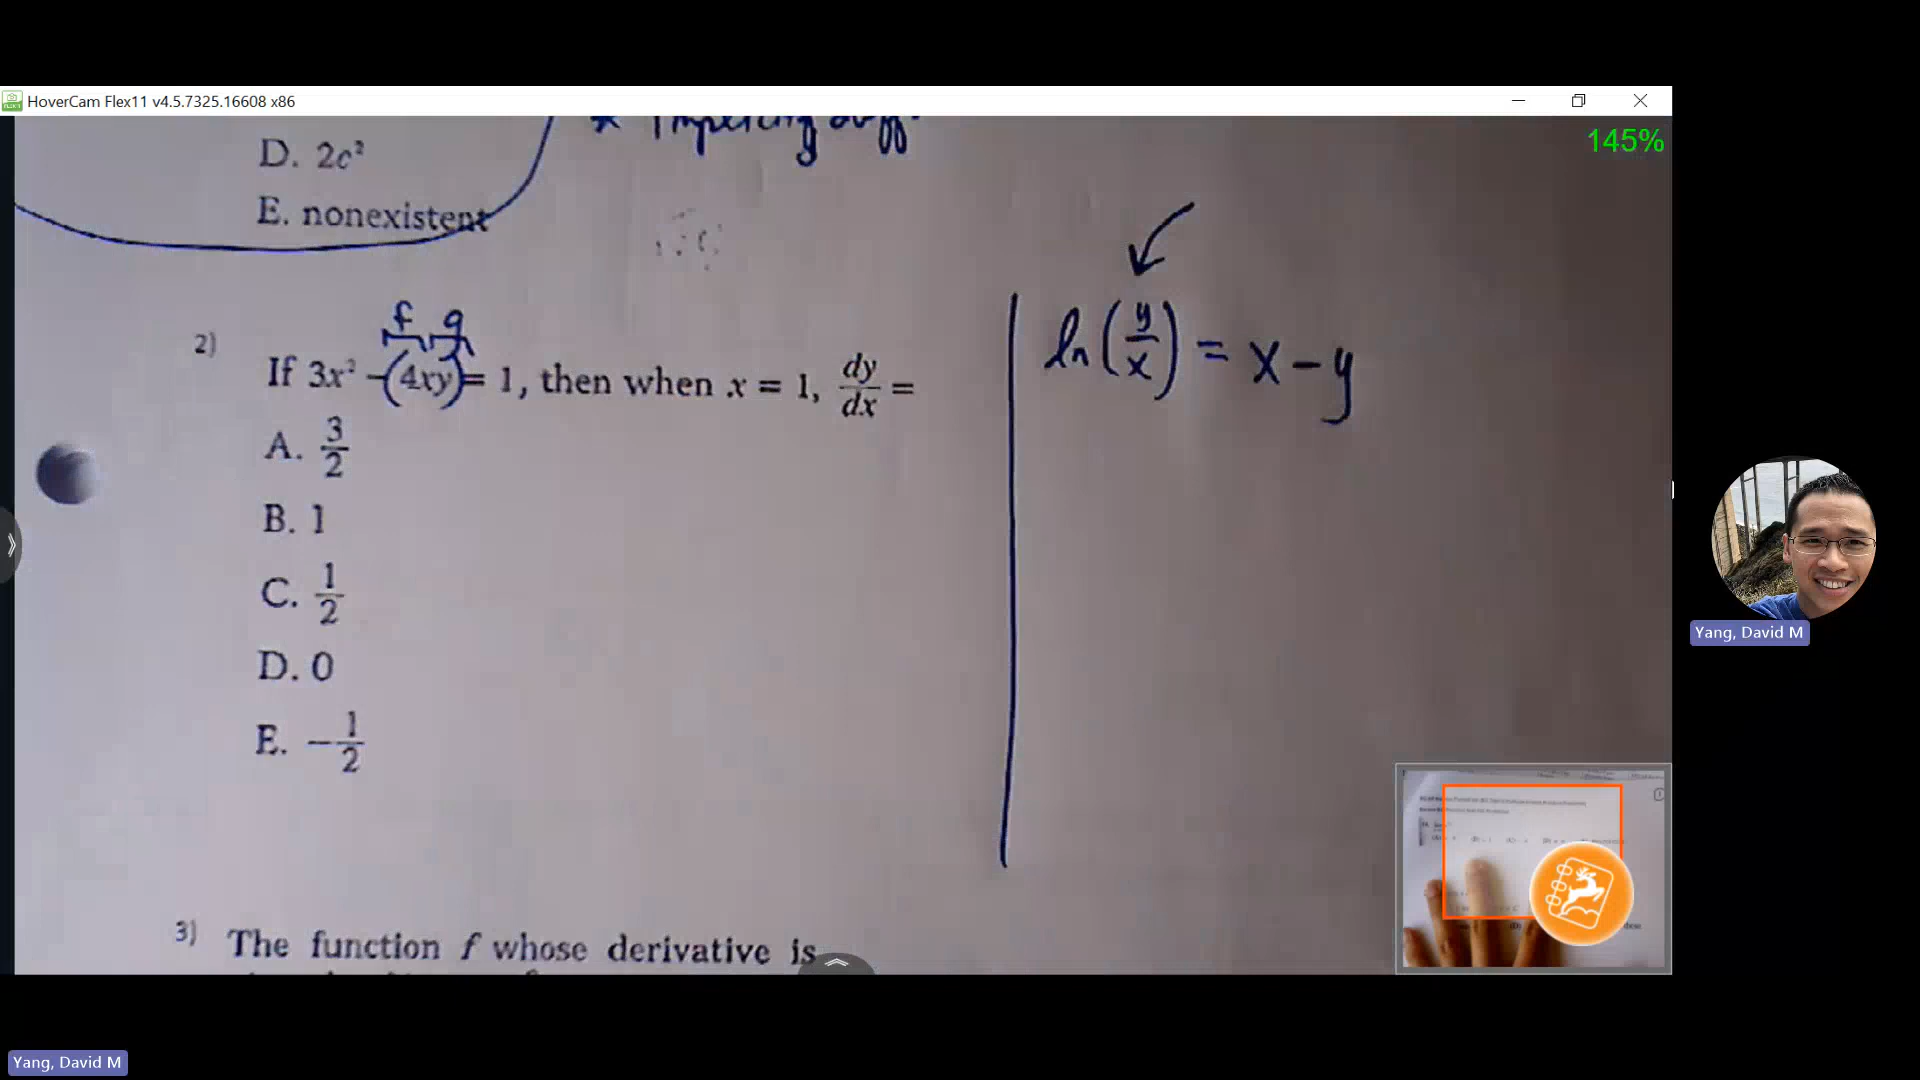 HoverCam Flex11 v4.5.7325.16608 x86
145%
D. 2c²
E. nonexistent
f g
2) If 3x² - (4xy) = 1, then when x = 1, dy/dx =
A. 3/2
B. 1
C. 1/2
D. 0
E. -1/2
ln(y/x) = x - y
3) The function f whose derivative is
Yang, David M
Yang, David M